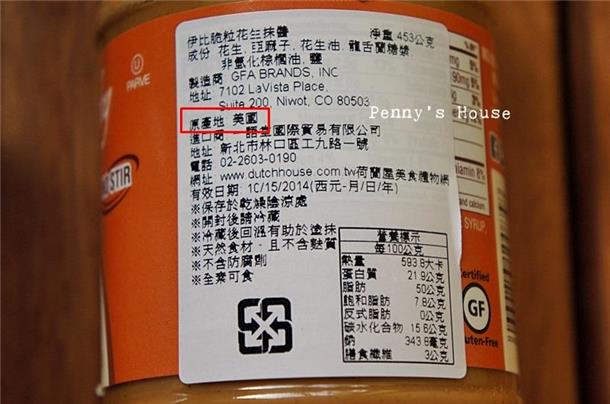 伊比脆粒花生抹醬
淨重 453公克
成份 花生, 亞麻子, 花生油, 龍舌蘭糖漿
非氫化棕櫚油, 鹽
製造商 GFA BRANDS, INC
地址 7102 LaVista Place,
Suite 200, Niwot, CO 80503
Penny's House
原產地 美國
進口商 語堂國際貿易有限公司
地址 新北市林口區工九路一號
電話 02-2603-0190
網址 www.dutchhouse.com.tw荷蘭屋美食禮物網
有效日期 10/15/2014(西元-月/日/年)
※保存於乾燥陰涼處
※開封後請冷藏
※冷藏後回溫有助於塗抹
※天然食材, 且不含麩質
※不含防腐劑
※全素可食
營養標示
每100公克
熱量 593.8大卡
蛋白質 21.9公克
脂肪 50公克
飽和脂肪 7.8公克
反式脂肪 0公克
碳水化合物 15.6公克
鈉 343.8毫克
膳食纖維 3公克
U
PARVE
STIR
SYRUP
GF